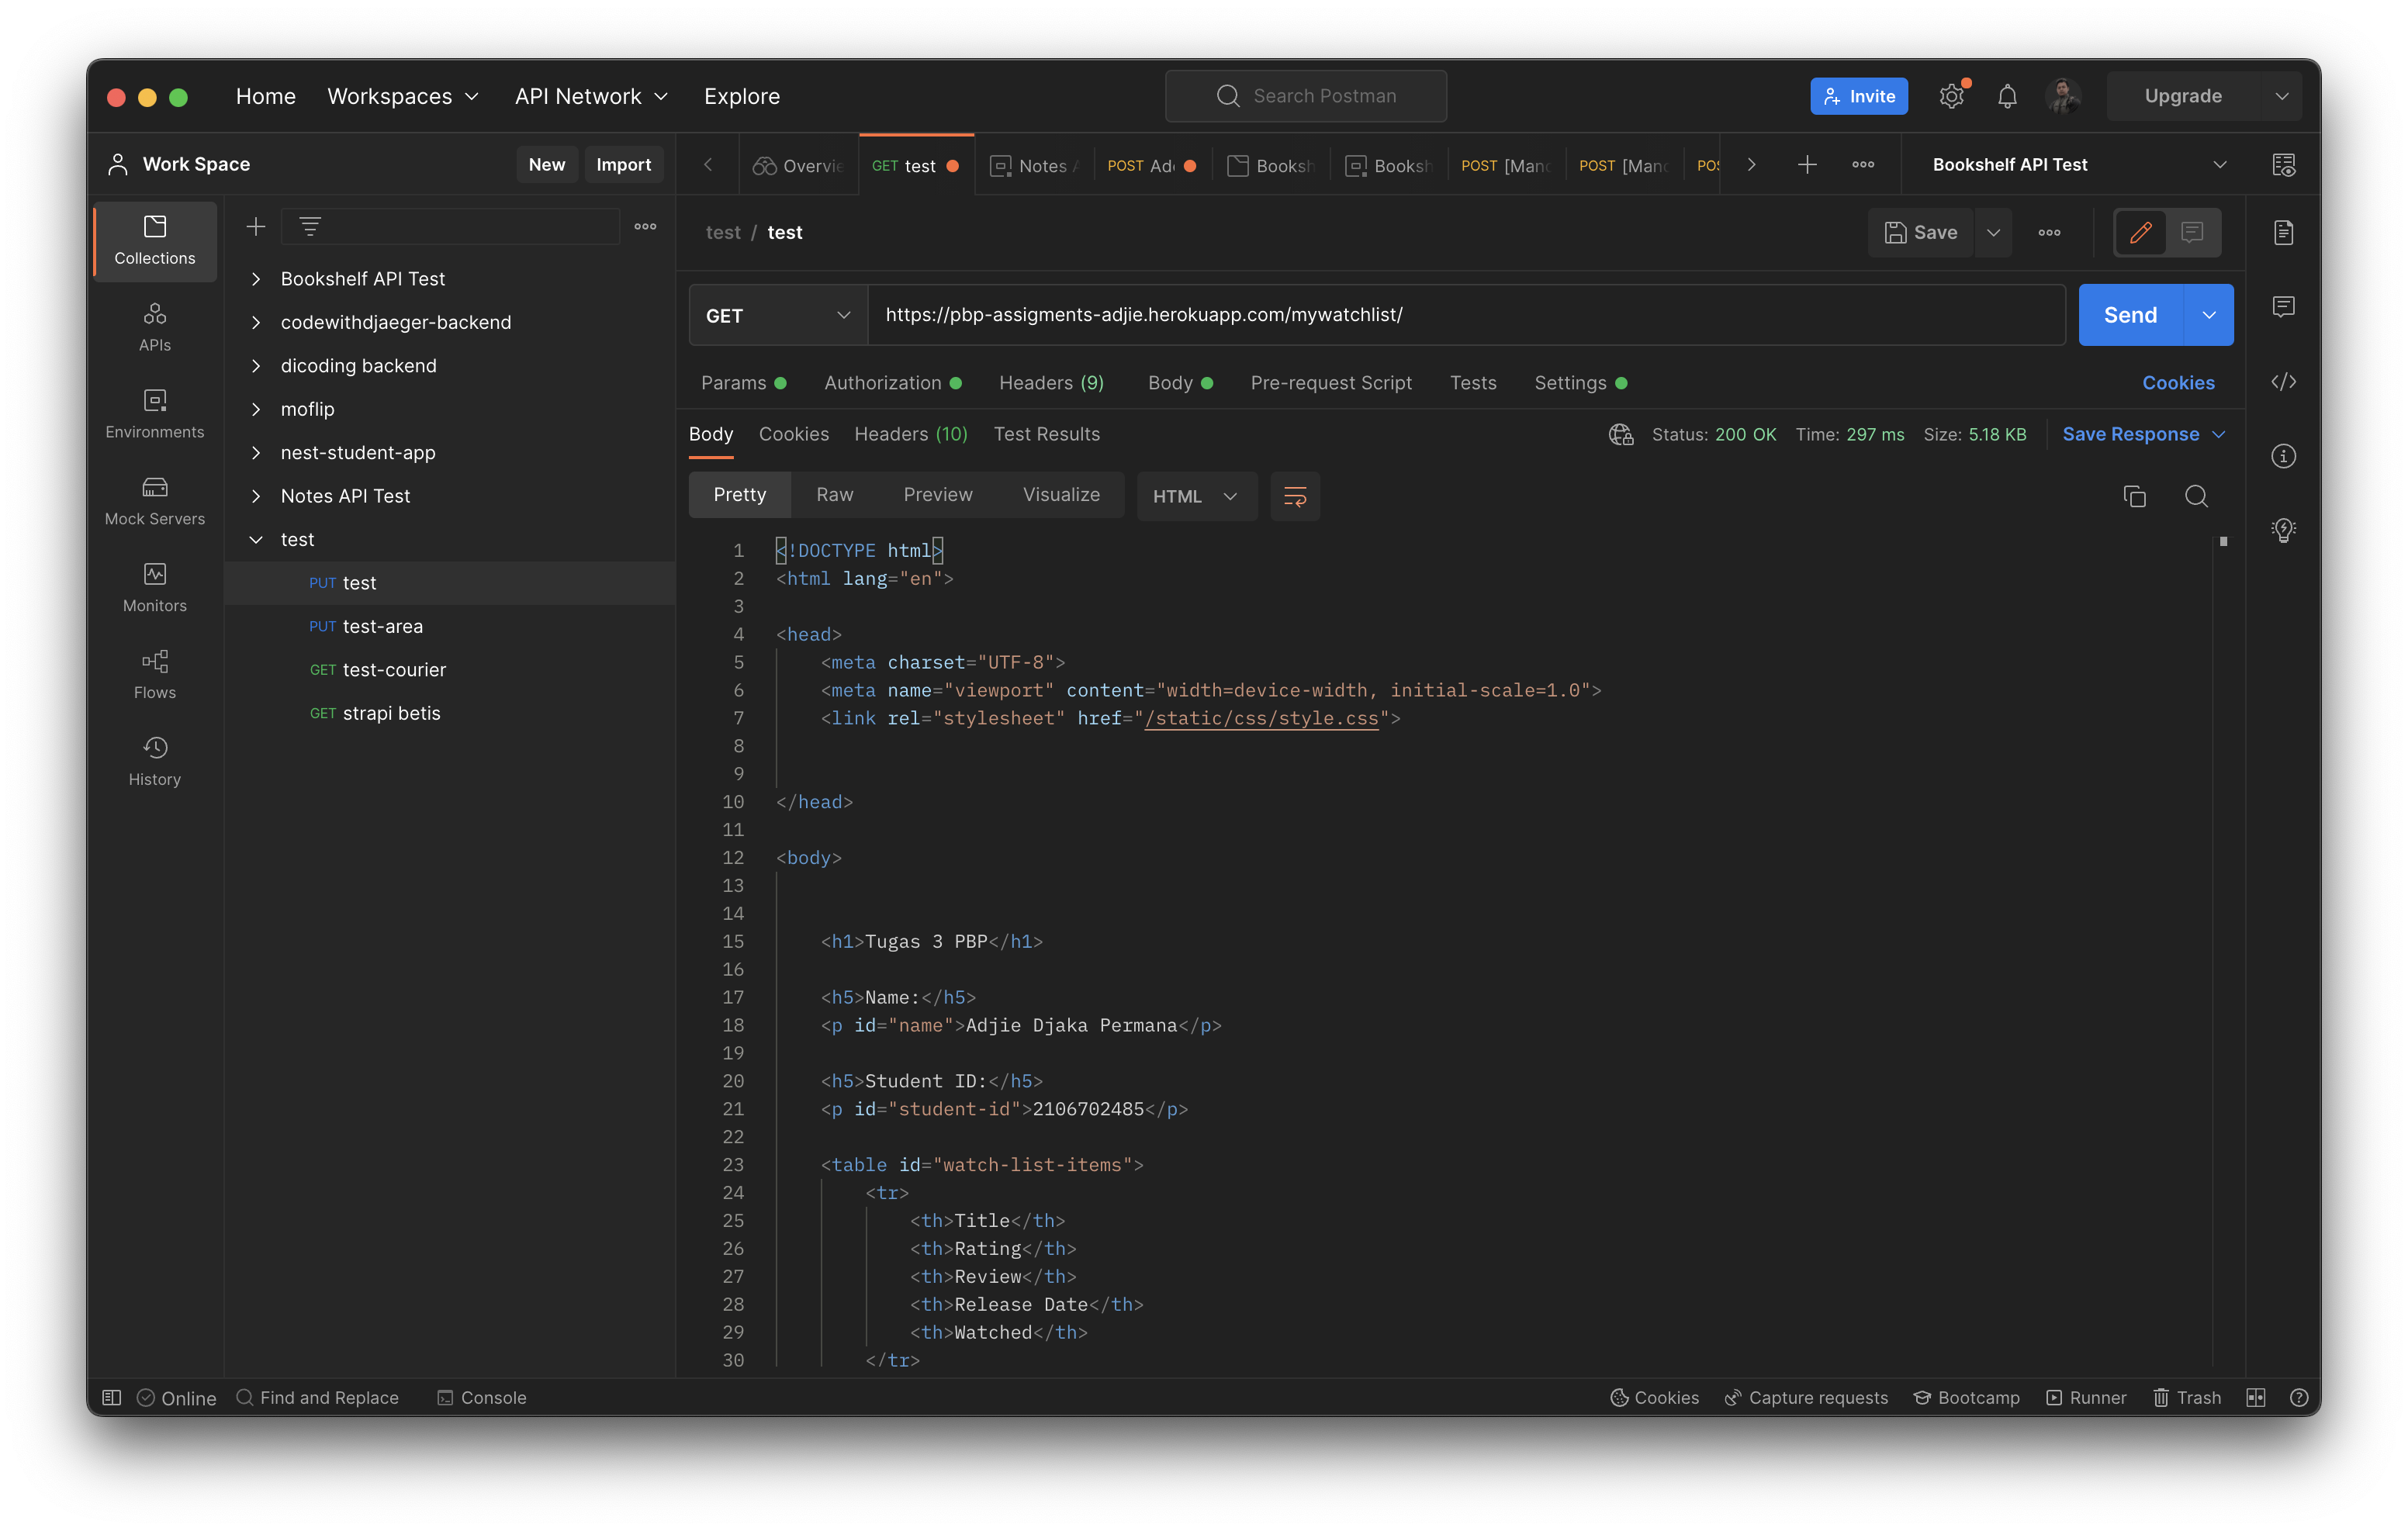 Home Workspaces API Network Explore Search Postman Invite Upgrade
Work Space New Import
Overvie GET test Notes A POST Ad Booksh Booksh POST [Man POST [Man POS Bookshelf API Test
Collections
APIs
Environments
Mock Servers
Monitors
Flows
History
Bookshelf API Test
codewithdjaeger-backend
dicoding backend
moflip
nest-student-app
Notes API Test
test
PUT test
PUT test-area
GET test-courier
GET strapi betis
test / test Save
GET https://pbp-assigments-adjie.herokuapp.com/mywatchlist/ Send
Params Authorization Headers (9) Body Pre-request Script Tests Settings Cookies
Body Cookies Headers (10) Test Results Status: 200 OK Time: 297 ms Size: 5.18 KB Save Response
Pretty Raw Preview Visualize HTML
1 <!DOCTYPE html>
2 <html lang="en">
3
4 <head>
5 <meta charset="UTF-8">
6 <meta name="viewport" content="width=device-width, initial-scale=1.0">
7 <link rel="stylesheet" href="/static/css/style.css">
8
9
10 </head>
11
12 <body>
13
14
15 <h1>Tugas 3 PBP</h1>
16
17 <h5>Name:</h5>
18 <p id="name">Adjie Djaka Permana</p>
19
20 <h5>Student ID:</h5>
21 <p id="student-id">2106702485</p>
22
23 <table id="watch-list-items">
24 <tr>
25 <th>Title</th>
26 <th>Rating</th>
27 <th>Review</th>
28 <th>Release Date</th>
29 <th>Watched</th>
30 </tr>
Online Find and Replace Console Cookies Capture requests Bootcamp Runner Trash